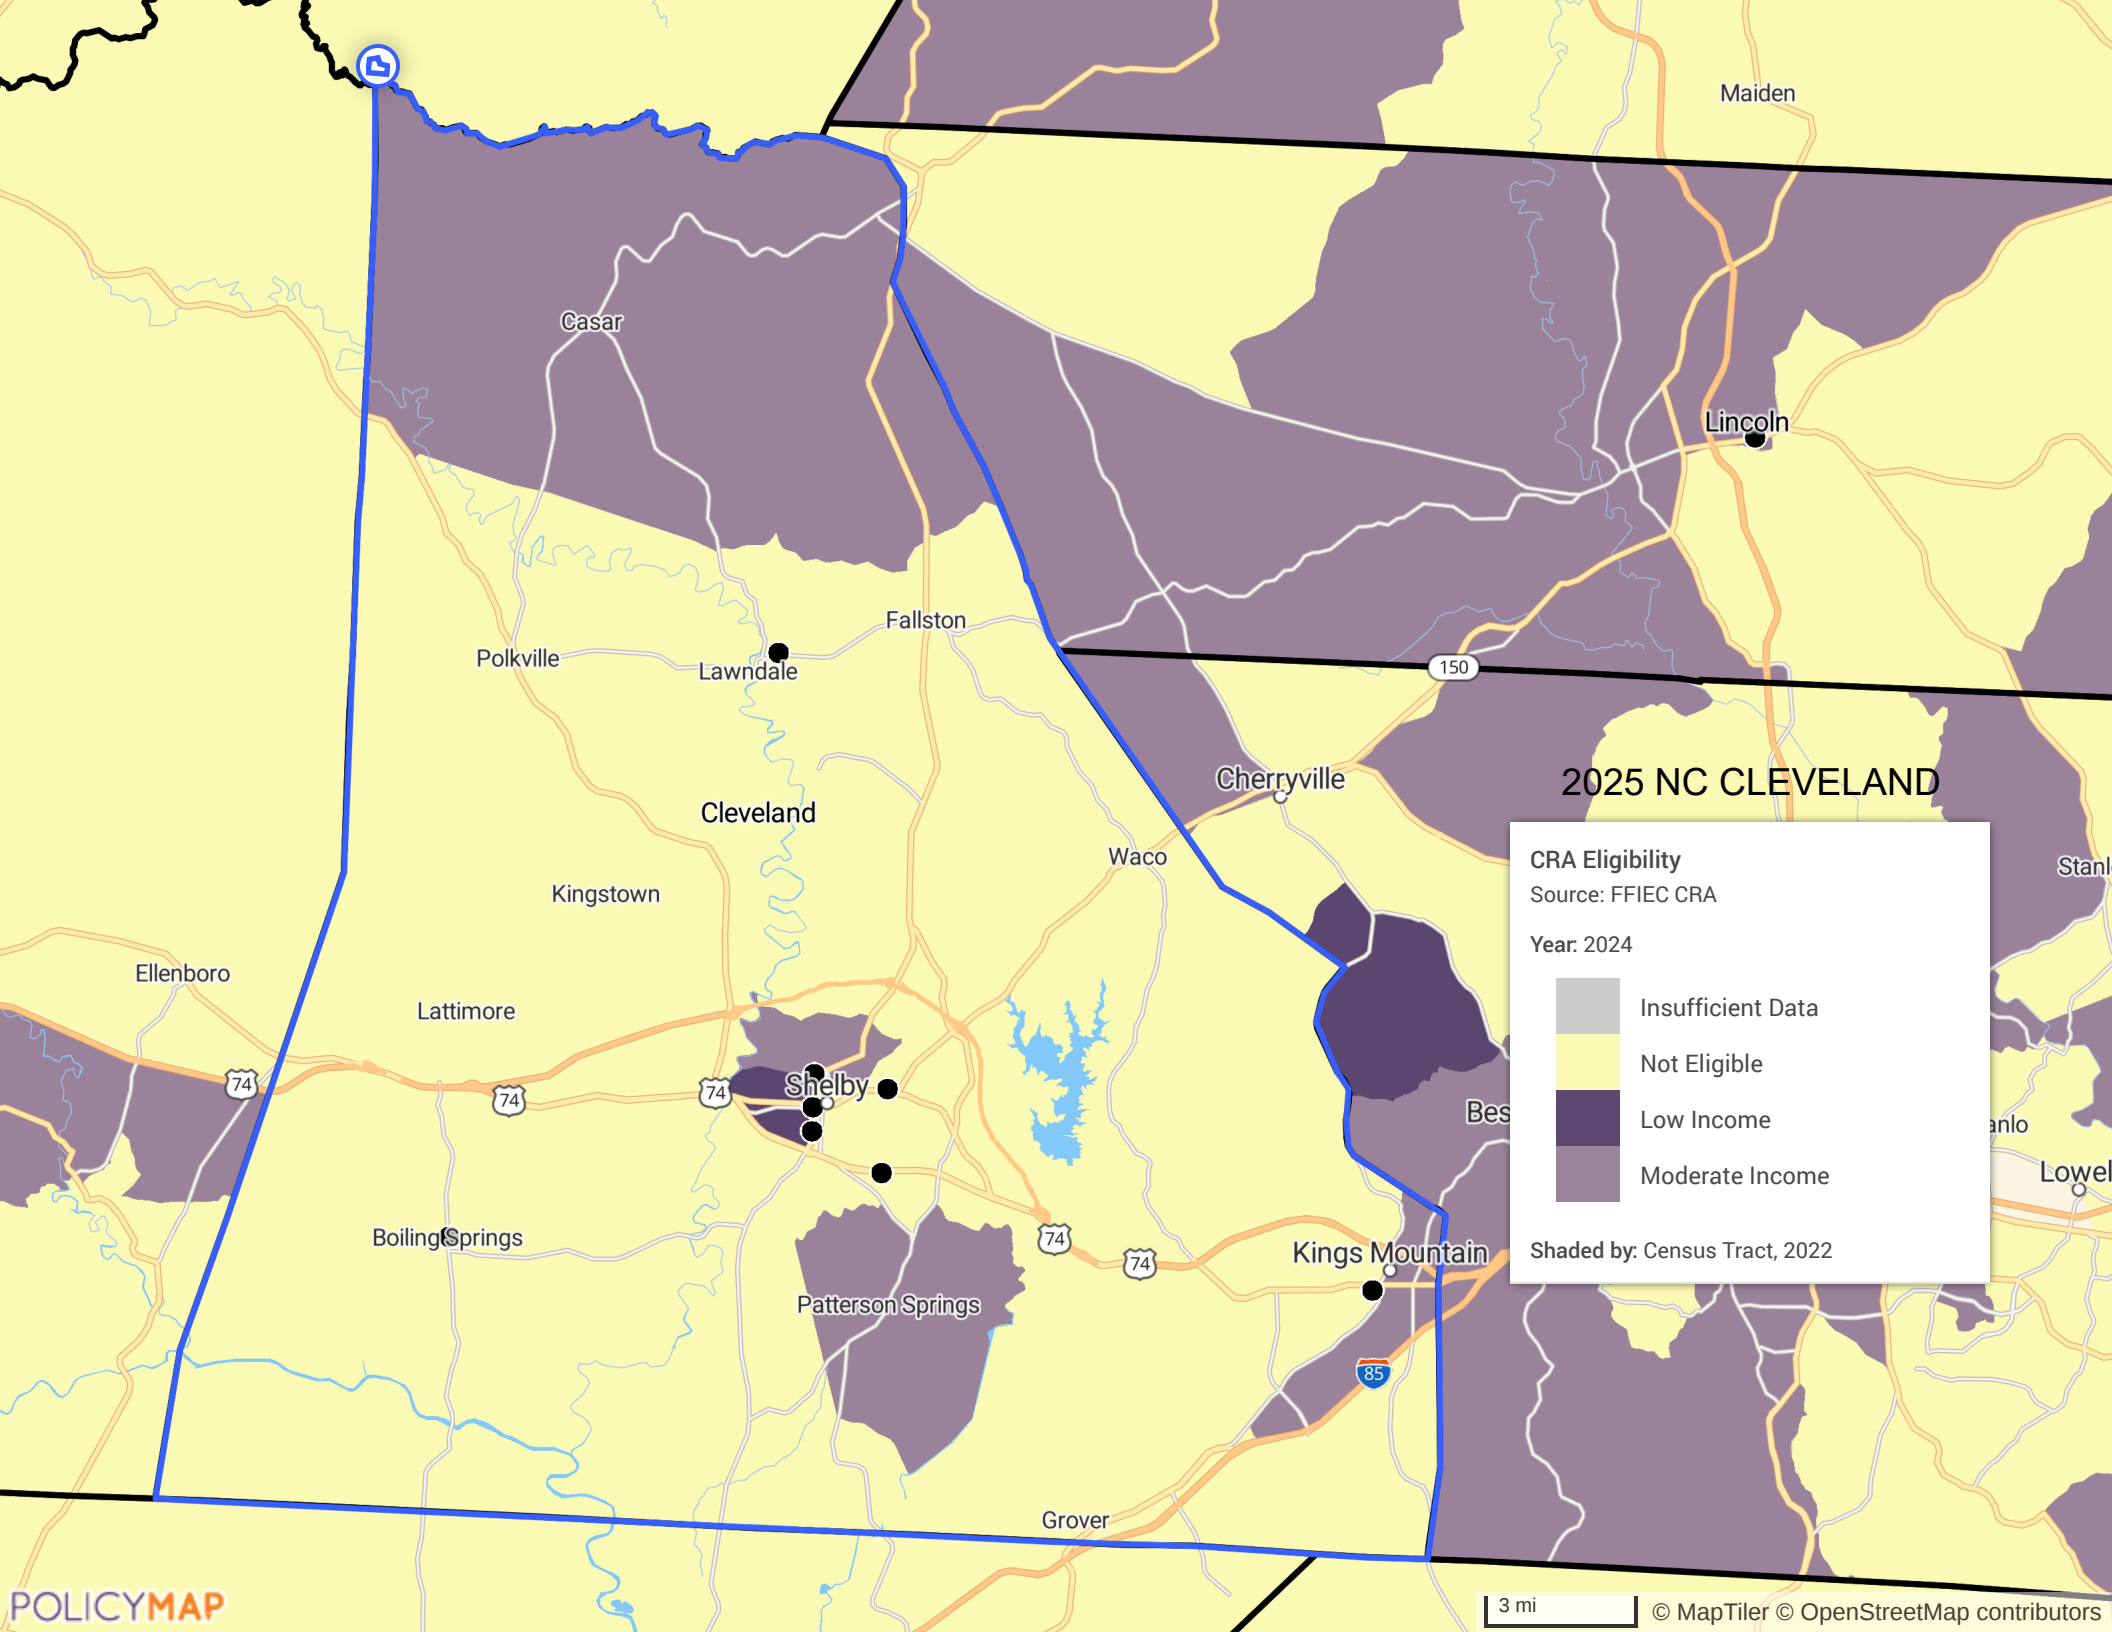 Maiden
Casar
Lincoln
Fallston
Polkville
Lawndale
150
Cherryville
2025 NC CLEVELAND
Cleveland
Waco
CRA Eligibility
Source: FFIEC CRA
Year: 2024
Insufficient Data
Not Eligible
Low Income
Moderate Income
Shaded by: Census Tract, 2022
Stanl
Kingstown
Ellenboro
Lattimore
74
74
74
Shelby
Bes
anlo
Lowel
Boiling Springs
74
74
Kings Mountain
Patterson Springs
85
Grover
POLICYMAP
3 mi
© MapTiler © OpenStreetMap contributors